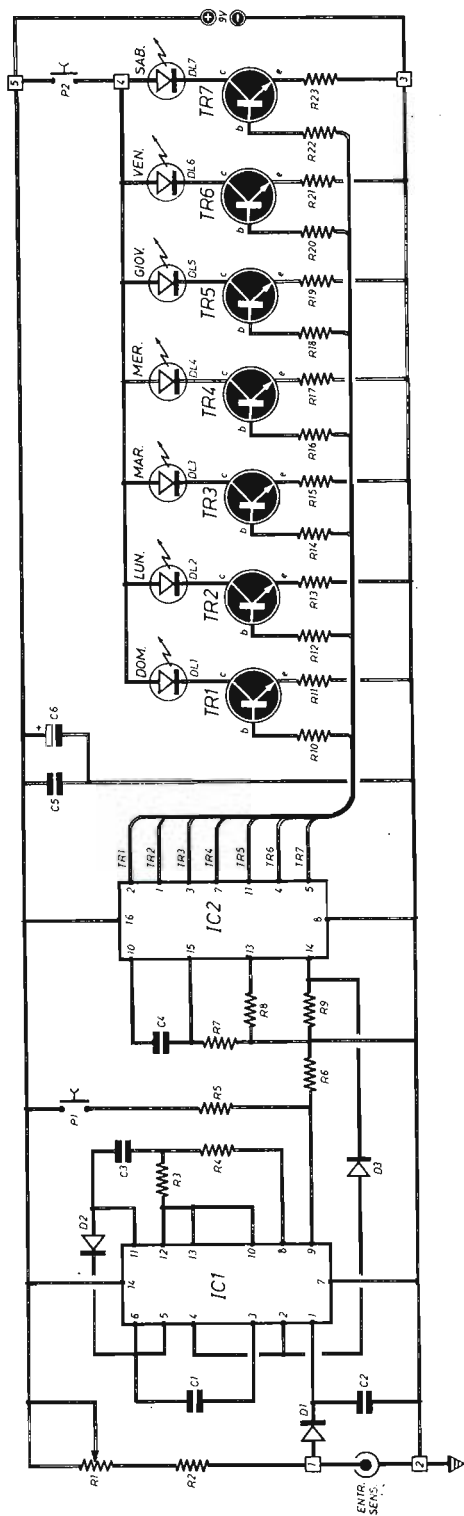 5
P2
4
9V
DOM. LUN. MAR. MER. GIOV. VEN. SAB.
DL1 DL2 DL3 DL4 DL5 DL6 DL7
c c c c c c c
TR1 TR2 TR3 TR4 TR5 TR6 TR7
b b b b b b b
e e e e e e e
R10 R11 R12 R13 R14 R15 R16 R17 R18 R19 R20 R21 R22 R23
3
C5 + C6
TR1
TR2
TR3
TR4
TR5
TR6
TR7
IC2
16
10 2
1
15 3
7
13 11
4
14 5
8
C4
R7
R8
R9
R6
P1
R5
D2
C3
R3
R4
D3
IC1
14
6 11
5 12
4 13
3 10
2 8
1 9
7
C1
R1
R2
D1
C2
1
ENTR.
SENS.
2